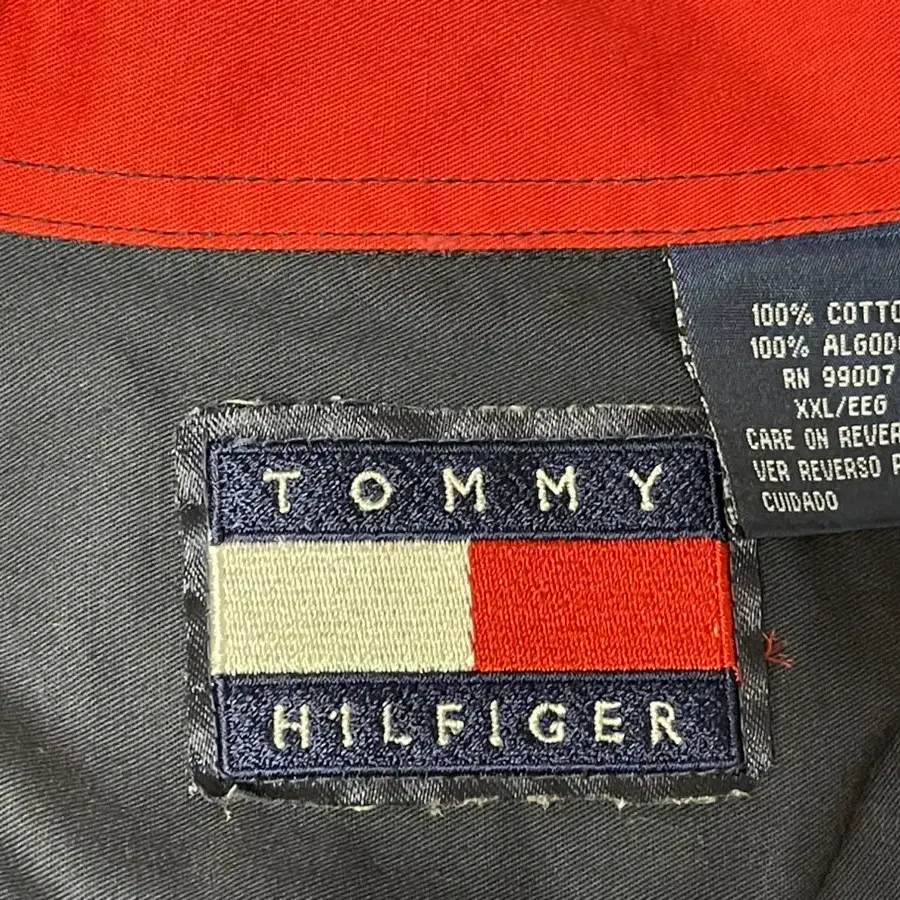 100% COTTO
100% ALGOD
RN 99007
XXL/EEG
CARE ON REVER
VER REVERSO P
CUIDADO
TOMMY
HILFIGER